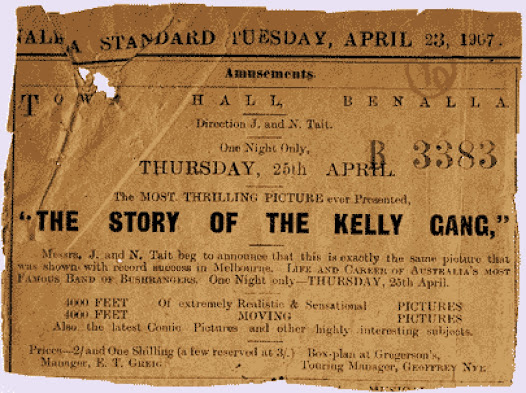 NALLA STANDARD TUESDAY, APRIL 23, 1907.
Amusements
TOWN HALL, BENALLA
Direction J. and N. Tait.
One Night Only,
THURSDAY, 25th APRIL.
R 3383
The MOST THRILLING PICTURE ever Presented,
"THE STORY OF THE KELLY GANG,"
Messrs. J. and N. Tait beg to announce that this is exactly the same picture that
was shown with record success in Melbourne. LIFE AND CAREER OF AUSTRALIA'S MOST
FAMOUS BAND OF BUSHRANGERS. One Night only—THURSDAY, 25th April.
4000 FEET Of extremely Realistic & Sensational PICTURES
4000 FEET MOVING PICTURES
Also the latest Comic Pictures and other highly interesting subjects.
Prices—2/ and One Shilling (a few reserved at 3/.) Box-plan at Gregerson's,
Manager, E. T. GREIG Touring Manager, GEOFFREY NYE